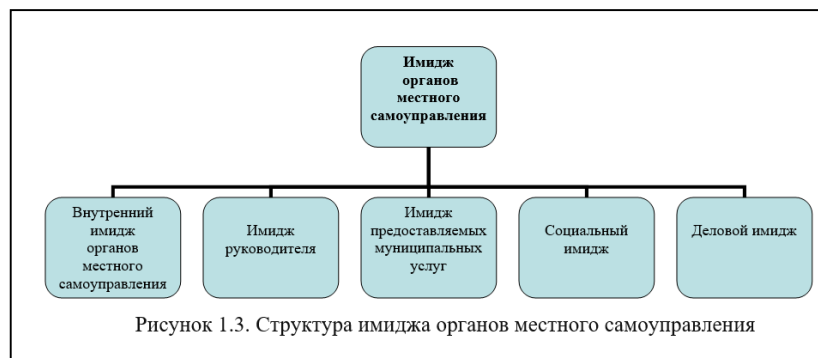 Имидж
органов
местного
самоуправления
Внутренний
имидж
органов
местного
самоуправления
Имидж
руководителя
Имидж
предоставляемых
муниципальных
услуг
Социальный
имидж
Деловой имидж
Рисунок 1.3. Структура имиджа органов местного самоуправления